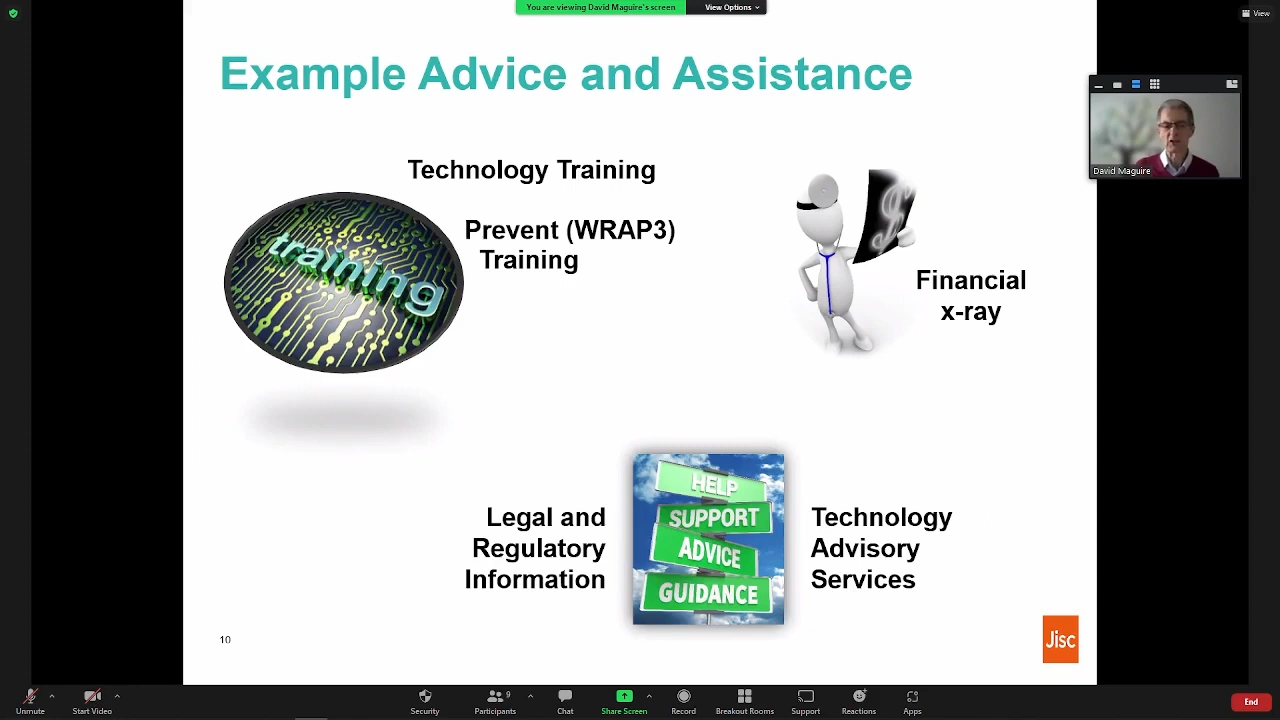 You are viewing David Maguire's screen
View Options
View
Example Advice and Assistance
David Maguire
Technology Training
Prevent (WRAP3)
Training
training
Financial
x-ray
Legal and
Regulatory
Information
HELP
SUPPORT
ADVICE
GUIDANCE
Technology
Advisory
Services
10
Jisc
Unmute
Start Video
Security
9
Participants
Chat
Share Screen
Record
Breakout Rooms
Support
Reactions
Apps
End